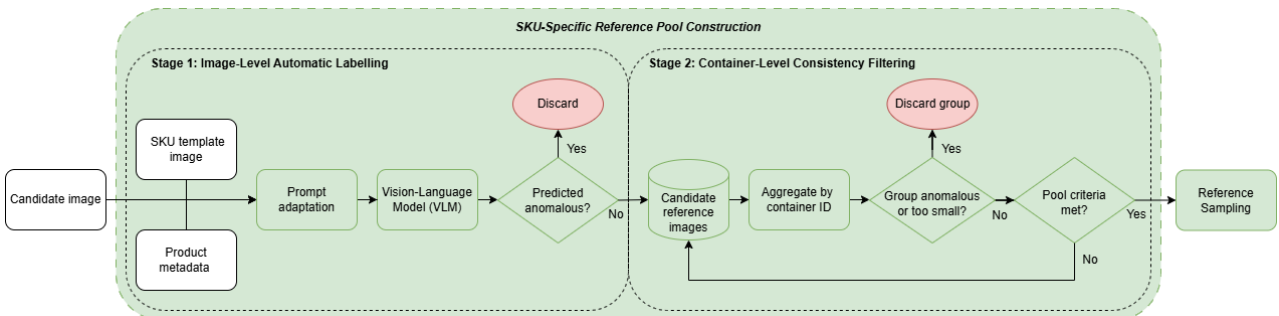 SKU-Specific Reference Pool Construction
Stage 1: Image-Level Automatic Labelling
Stage 2: Container-Level Consistency Filtering
Discard
Discard group
SKU template
image
Yes
Yes
Candidate image
Prompt
adaptation
Vision-Language
Model (VLM)
Predicted
anomalous?
No
Candidate
reference
images
Aggregate by
container ID
Group anomalous
or too small?
No
Pool criteria
met?
Yes
Reference
Sampling
Product
metadata
No